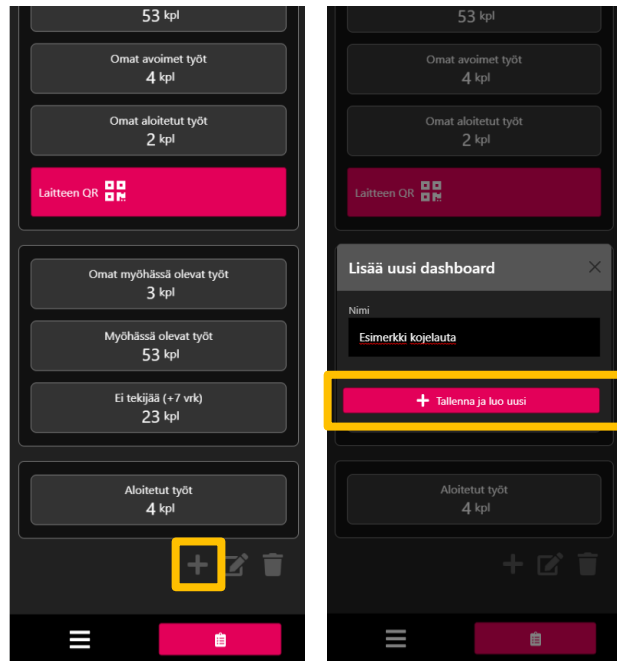 53 kpl
Omat avoimet työt
4 kpl
Omat aloitetut työt
2 kpl
Laitteen QR
Omat myöhässä olevat työt
3 kpl
Myöhässä olevat työt
53 kpl
Ei tekijää (+7 vrk)
23 kpl
Aloitetut työt
4 kpl
53 kpl
Omat avoimet työt
4 kpl
Omat aloitetut työt
2 kpl
Laitteen QR
Lisää uusi dashboard
Nimi
Esimerkki kojelauta
Tallenna ja luo uusi
Aloitetut työt
4 kpl